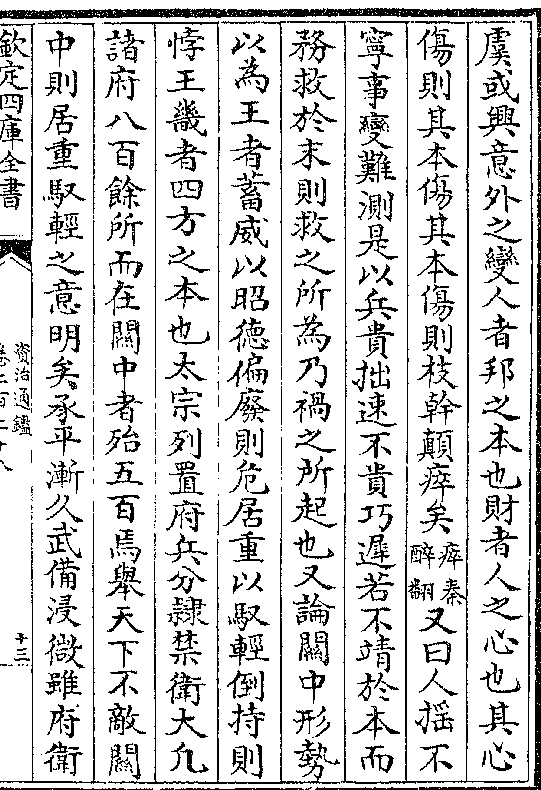 虞或興意外之變人者邦之本也財者人之心也其心
傷則其本傷其本傷則枝幹顛瘁矣瘁秦醉翻又曰人揺不
寧事變難測是以兵貴拙速不貴巧遲若不靖於本而
務救於末則救之所為乃禍之所起也又論關中形勢
以為王者蓄威以昭德偏廢則危居重以馭輕倒持則
悖王畿者四方之本也太宗列置府兵分隷禁衛大凡
諸府八百餘所而在關中者殆五百焉舉天下不敵關
中則居重馭輕之意明矣承平漸久武備浸微雖府衛
欽定四庫全書
資治通鑑
卷二百二十八
十三